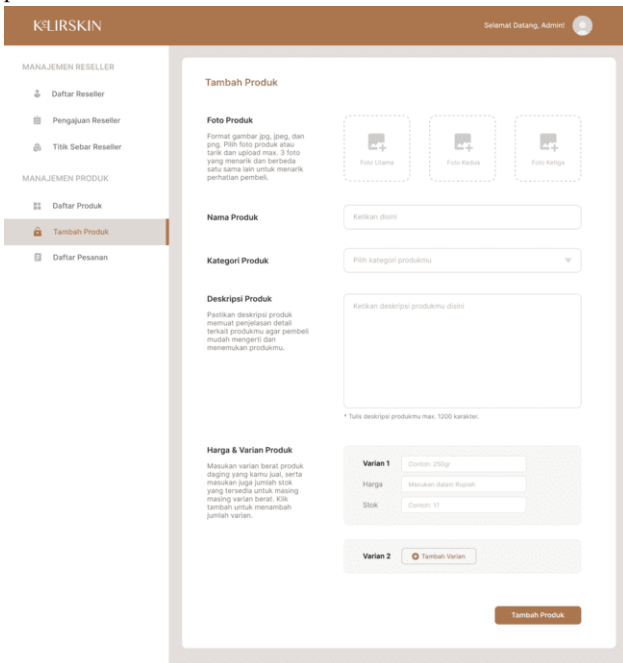 KELIRSKIN
Selamat Datang, Admin!
MANAJEMEN RESELLER
Daftar Reseller
Pengajuan Reseller
Titik Sebar Reseller
MANAJEMEN PRODUK
Daftar Produk
Tambah Produk
Daftar Pesanan
Tambah Produk
Foto Produk
Format gambar jpg, jpeg, dan
png. Pilih foto produk atau
tarik dan upload max. 3 foto
yang menarik dan berbeda
satu sama lain untuk menarik
perhatian pembeli.
Foto Utama
Foto Kedua
Foto Ketiga
Nama Produk
Ketikan disini
Kategori Produk
Pilih kategori produkmu
Deskripsi Produk
Pastikan deskripsi produk
memuat penjelasan detail
terkait produkmu agar pembeli
mudah mengerti dan
menemukan produkmu.
Ketikan deskripsi produkmu disini
* Tulis deskripsi produkmu max. 1200 karakter.
Harga & Varian Produk
Masukan varian berat produk
daging yang kamu jual, serta
masukan juga jumlah stok
yang tersedia untuk masing
masing varian berat. Klik
tambah untuk menambah
jumlah varian.
Varian 1
Contoh: 250gr
Harga
Masukan dalam Rupiah
Stok
Contoh: 17
Varian 2
Tambah Varian
Tambah Produk